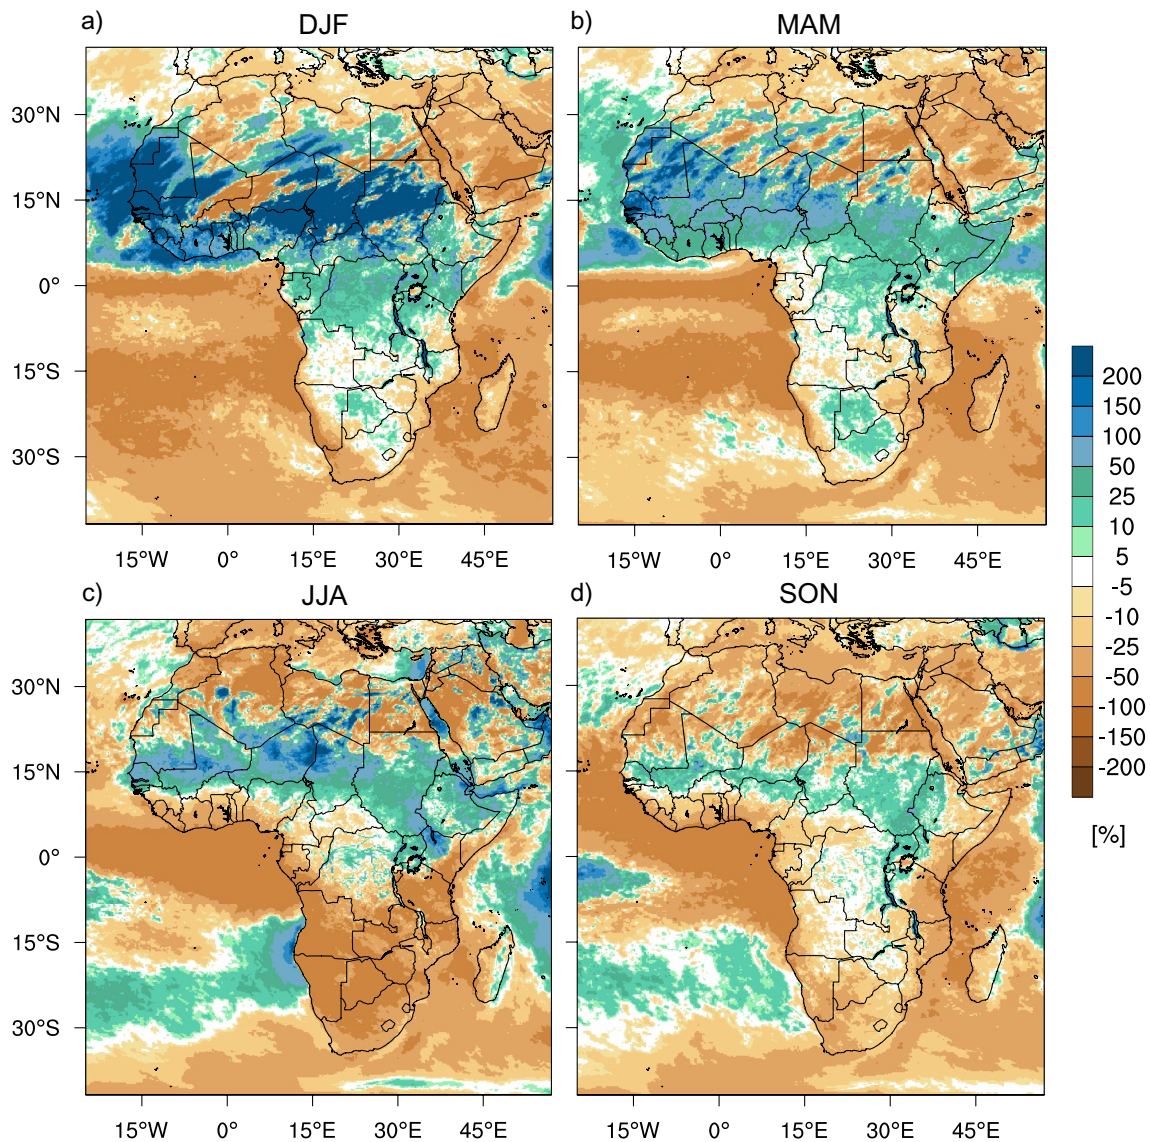 a) DJF b) MAM
30°N
15°N
0°
15°S
30°S
15°W 0° 15°E 30°E 45°E
15°W 0° 15°E 30°E 45°E
200
150
100
50
25
10
5
-5
-10
-25
-50
-100
-150
-200
[%]
c) JJA d) SON
30°N
15°N
0°
15°S
30°S
15°W 0° 15°E 30°E 45°E
15°W 0° 15°E 30°E 45°E